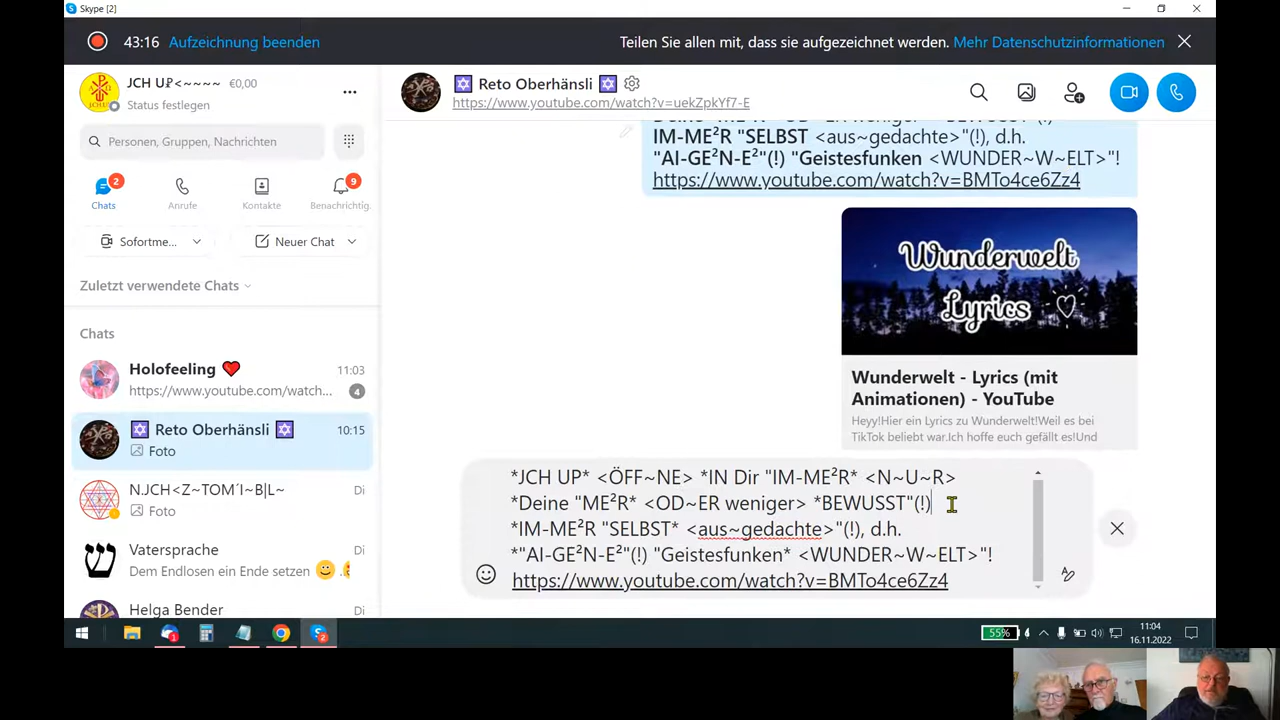 Skype [2]
43:16 Aufzeichnung beenden
Teilen Sie allen mit, dass sie aufgezeichnet werden. Mehr Datenschutzinformationen
JCH UP<~~~~ €0,00
Status festlegen
Personen, Gruppen, Nachrichten
2
9
Chats
Anrufe
Kontakte
Benachrichtig.
Sofortme...
Neuer Chat
Zuletzt verwendete Chats
Chats
Holofeeling 11:03
https://www.youtube.com/watch... 4
Reto Oberhänsli 10:15
Foto
N.JCH<Z~TOM´I~B|L~ Di
Foto
ש
Vatersprache Di
Dem Endlosen ein Ende setzen
Helga Bender Di
Reto Oberhänsli
https://www.youtube.com/watch?v=uekZpkYf7-E
IM-ME²R "SELBST <aus~gedachte>"(!), d.h.
"AI-GE²N-E²"(!) "Geistesfunken <WUNDER~W~ELT>"!
https://www.youtube.com/watch?v=BMTo4ce6Zz4
Wunderwelt
Lyrics
Wunderwelt - Lyrics (mit
Animationen) - YouTube
Heyy!Hier ein Lyrics zu Wunderwelt!Weil es bei
TikTok beliebt war.Ich hoffe euch gefällt es!Und
*JCH UP* <ÖFF~NE> *IN Dir "IM-ME²R* <N~U~R>
*Deine "ME²R* <OD~ER weniger> *BEWUSST"(!)
*IM-ME²R "SELBST* <aus~gedachte>"(!), d.h.
*"AI-GE²N-E²"(!) "Geistesfunken* <WUNDER~W~ELT>"!
https://www.youtube.com/watch?v=BMTo4ce6Zz4
55%
11:04
16.11.2022